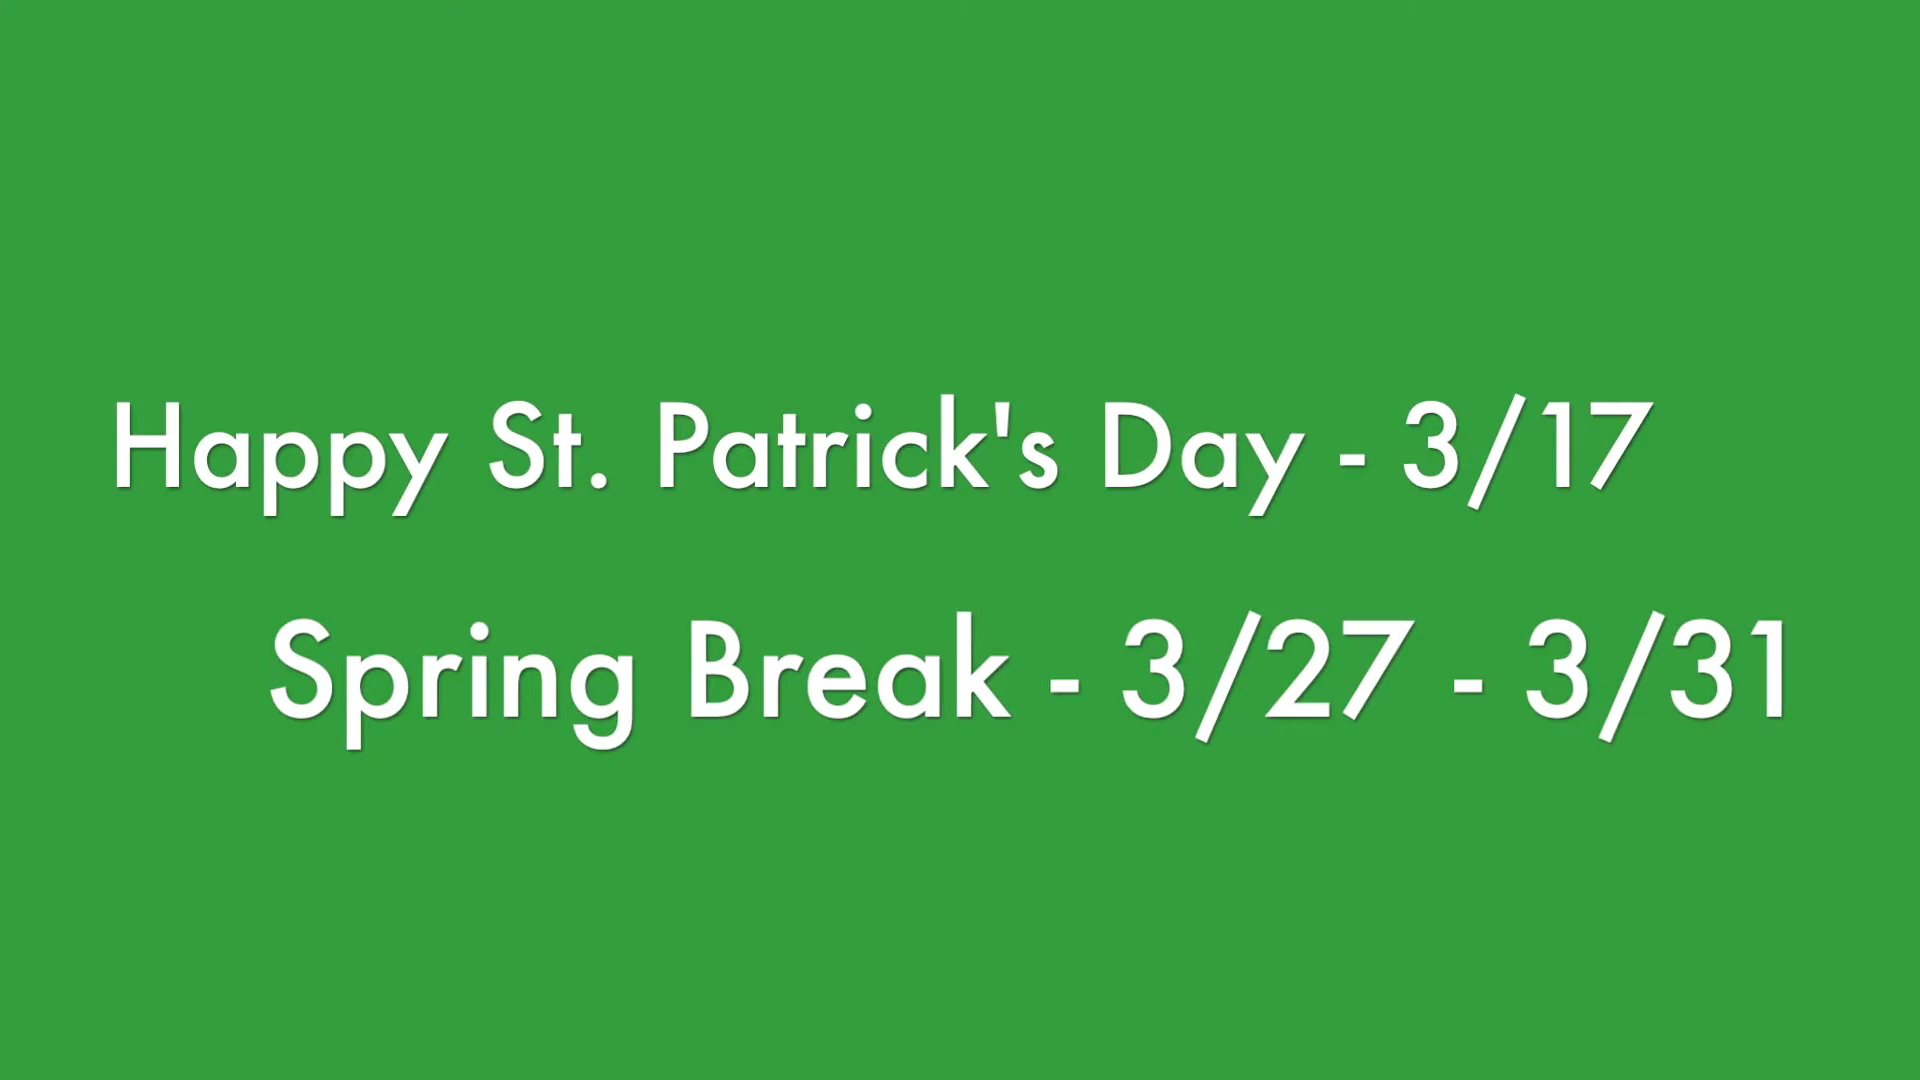 Happy St. Patrick's Day - 3/17
Spring Break - 3/27 - 3/31